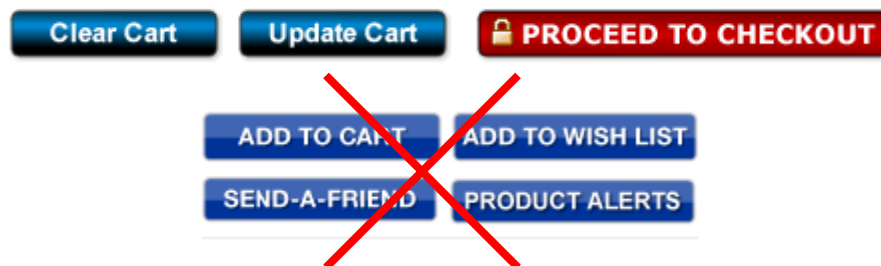 Clear Cart Update Cart PROCEED TO CHECKOUT
ADD TO CART ADD TO WISH LIST
SEND-A-FRIEND PRODUCT ALERTS